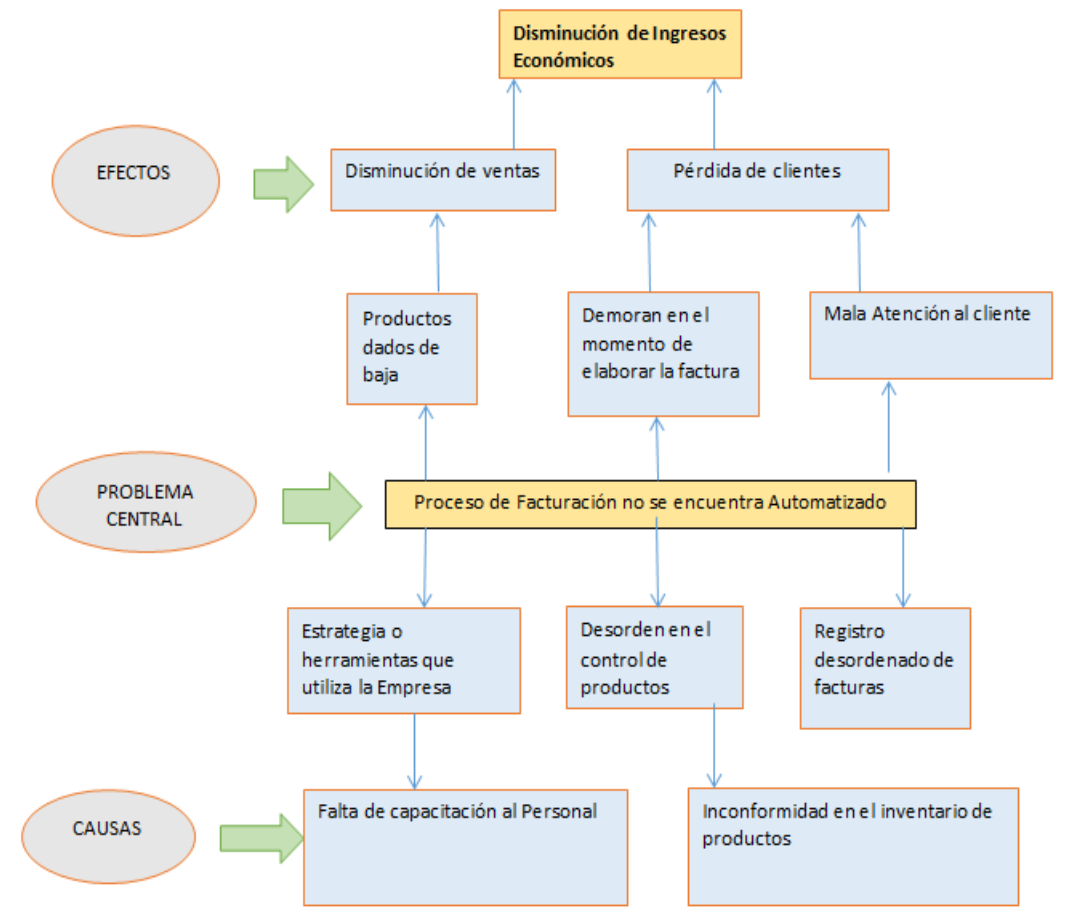 Disminución de Ingresos
Económicos
EFECTOS
Disminución de ventas
Pérdida de clientes
Productos
dados de
baja
Demoran en el
momento de
elaborar la factura
Mala Atención al cliente
PROBLEMA
CENTRAL
Proceso de Facturación no se encuentra Automatizado
Estrategia o
herramientas que
utiliza la Empresa
Desorden en el
control de
productos
Registro
desordenado de
facturas
CAUSAS
Falta de capacitación al Personal
Inconformidad en el inventario de
productos